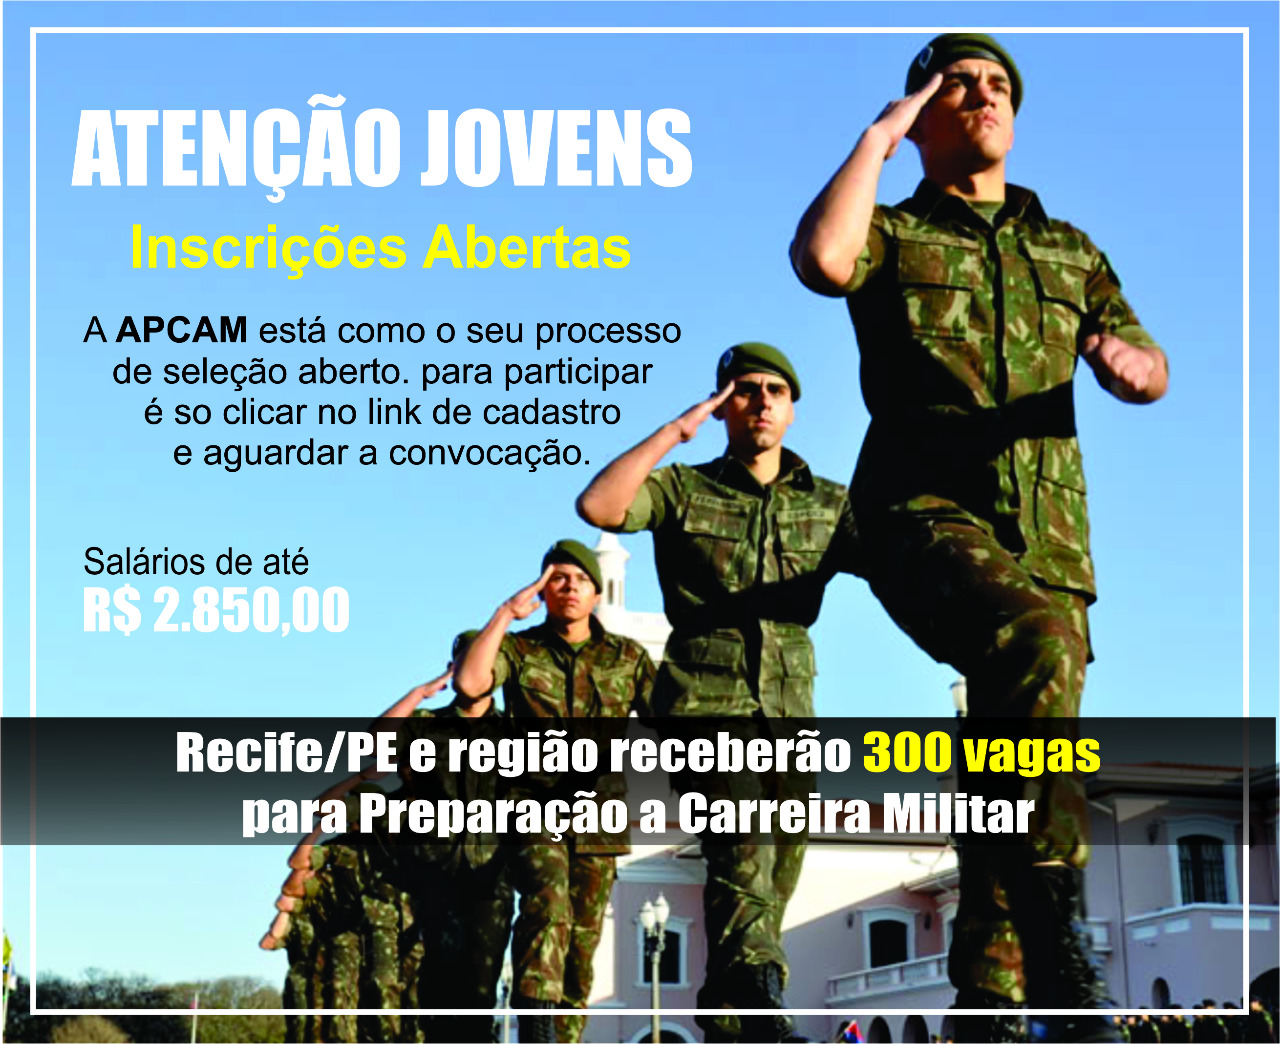 ATENÇÃO JOVENS
Inscrições Abertas
A APCAM está como o seu processo
de seleção aberto. para participar
é so clicar no link de cadastro
e aguardar a convocação.
Salários de até
R$ 2.850,00
Recife/PE e região receberão 300 vagas
para Preparação a Carreira Militar